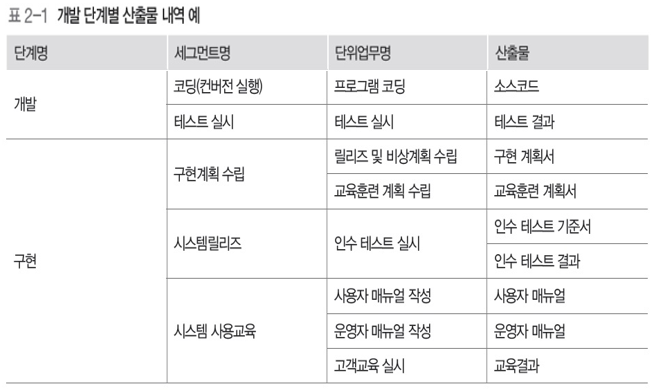 표 2-1 개발 단계별 산출물 내역 예
단계명 세그먼트명 단위업무명 산출물
개발 코딩(컨버전 실행) 프로그램 코딩 소스코드
테스트 실시 테스트 실시 테스트 결과
구현 구현계획 수립 릴리즈 및 비상계획 수립 구현 계획서
교육훈련 계획 수립 교육훈련 계획서
시스템릴리즈 인수 테스트 실시 인수 테스트 기준서
인수 테스트 결과
시스템 사용교육 사용자 매뉴얼 작성 사용자 매뉴얼
운영자 매뉴얼 작성 운영자 매뉴얼
고객교육 실시 교육결과